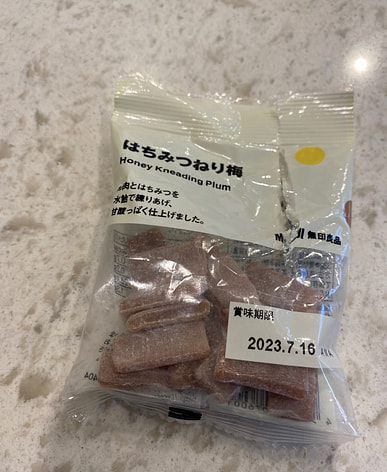 はちみつねり梅
Honey Kneading Plum
肉とはちみつを
水飴で練りあげ、
甘酸っぱく仕上げました。
無印良品
賞味期限
2023.7.16